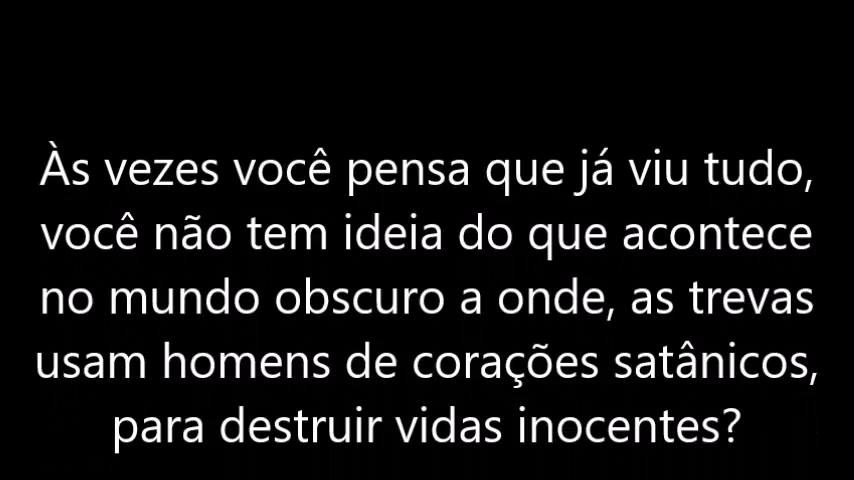 Às vezes você pensa que já viu tudo,
você não tem ideia do que acontece
no mundo obscuro a onde, as trevas
usam homens de corações satânicos,
para destruir vidas inocentes?